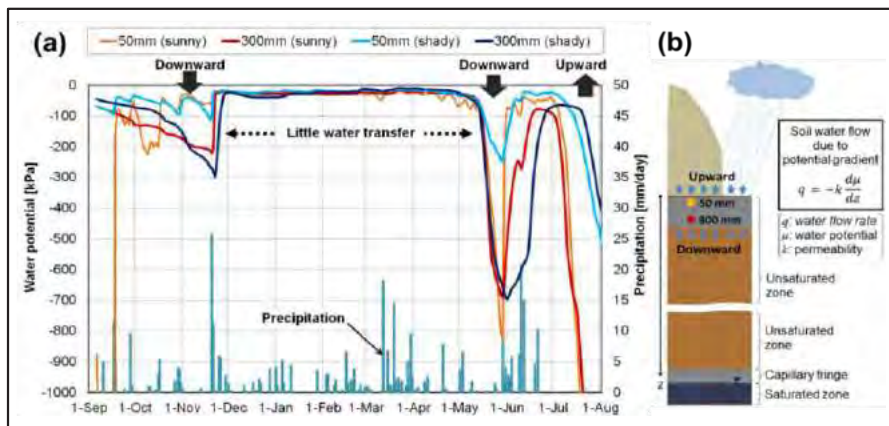 (a)
50mm (sunny) 300mm (sunny) 50mm (shady) 300mm (shady)
Downward Downward Upward
Little water transfer
Precipitation
Water potential [kPa]
0
-100
-200
-300
-400
-500
-600
-700
-800
-900
-1000
Precipitation [mm/day]
50
45
40
35
30
25
20
15
10
5
0
1-Sep 1-Oct 1-Nov 1-Dec 1-Jan 1-Feb 1-Mar 1-Apr 1-May 1-Jun 1-Jul 1-Aug
(b)
Soil water flow
due to
potential gradient
q = -k dμ/dz
q: water flow rate
μ: water potential
k: permeability
Upward
50 mm
300 mm
Downward
Unsaturated
zone
Unsaturated
zone
Capillary fringe
z
Saturated zone